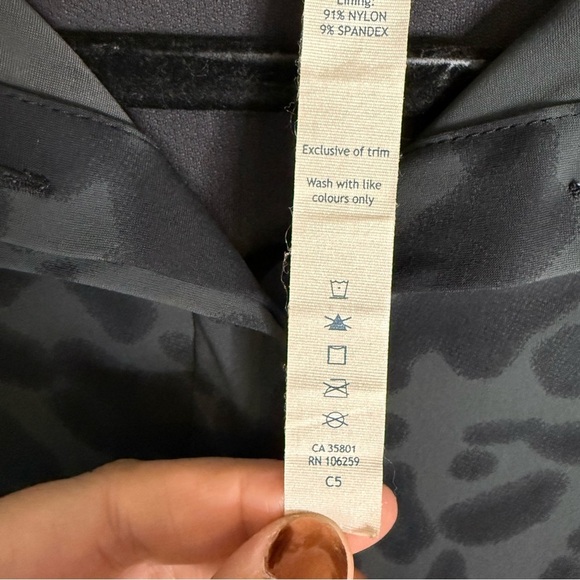 Lining:
91% NYLON
9% SPANDEX
Exclusive of trim
Wash with like
colours only
CA 35801
RN 106259
C5